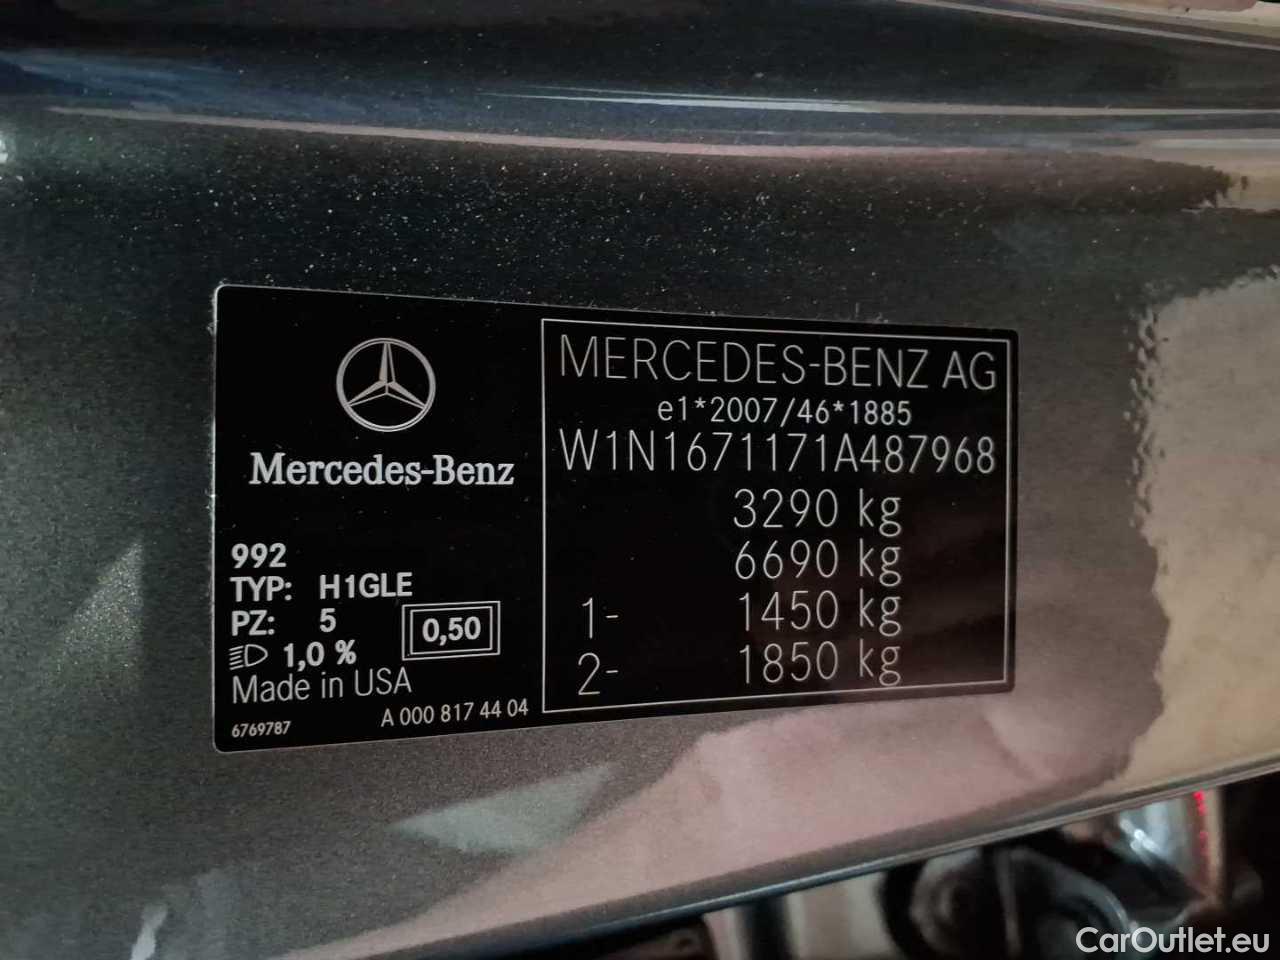 Mercedes-Benz
992
TYP: H1GLE
PZ: 5
0,50
1,0 %
Made in USA
6769787
A 000 817 44 04
MERCEDES-BENZ AG
e1*2007/46*1885
W1N1671171A487968
3290 kg
6690 kg
1- 1450 kg
2- 1850 kg
CarOutlet.eu